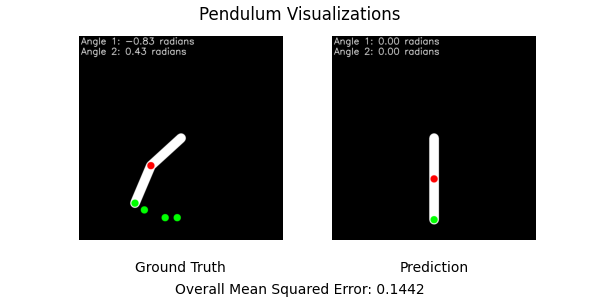 Pendulum Visualizations
Angle 1: -0.83 radians
Angle 2: 0.43 radians
Angle 1: 0.00 radians
Angle 2: 0.00 radians
Ground Truth
Prediction
Overall Mean Squared Error: 0.1442